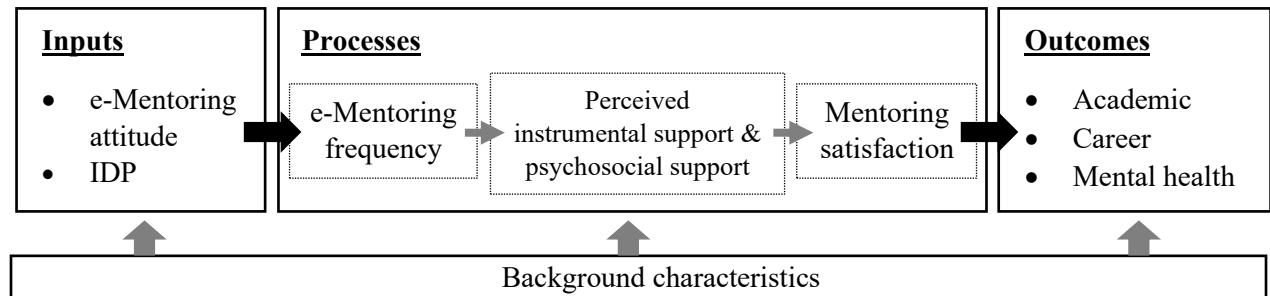 Inputs
• e-Mentoring
attitude
• IDP
Processes
e-Mentoring
frequency
Perceived
instrumental support &
psychosocial support
Mentoring
satisfaction
Outcomes
• Academic
• Career
• Mental health
Background characteristics